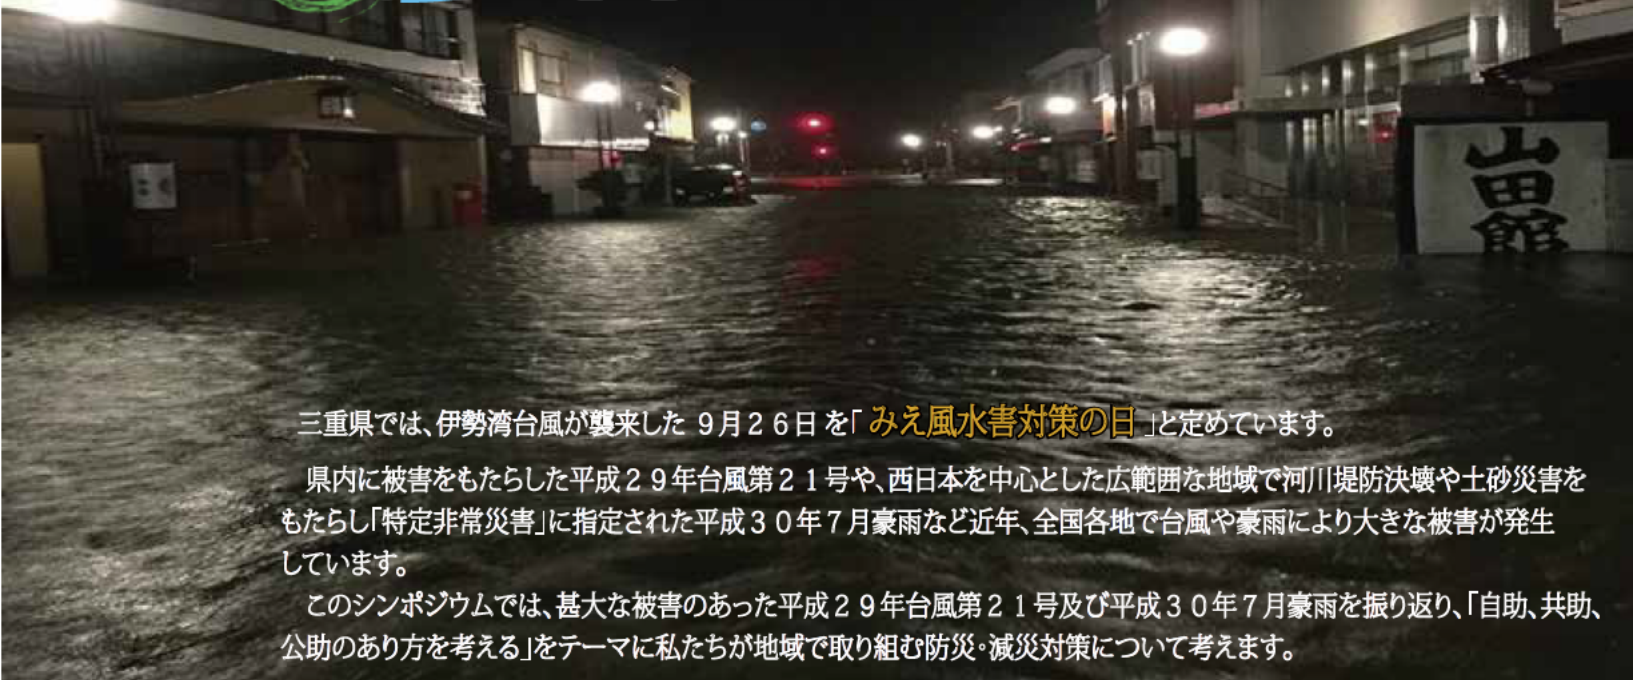 山田館
三重県では、伊勢湾台風が襲来した 9月26日 を「 みえ風水害対策の日 」と定めています。
県内に被害をもたらした平成29年台風第21号や、西日本を中心とした広範囲な地域で河川堤防決壊や土砂災害を
もたらし「特定非常災害」に指定された平成30年7月豪雨など近年、全国各地で台風や豪雨により大きな被害が発生
しています。
このシンポジウムでは、甚大な被害のあった平成29年台風第21号及び平成30年7月豪雨を振り返り、「自助、共助、
公助のあり方を考える」をテーマに私たちが地域で取り組む防災・減災対策について考えます。